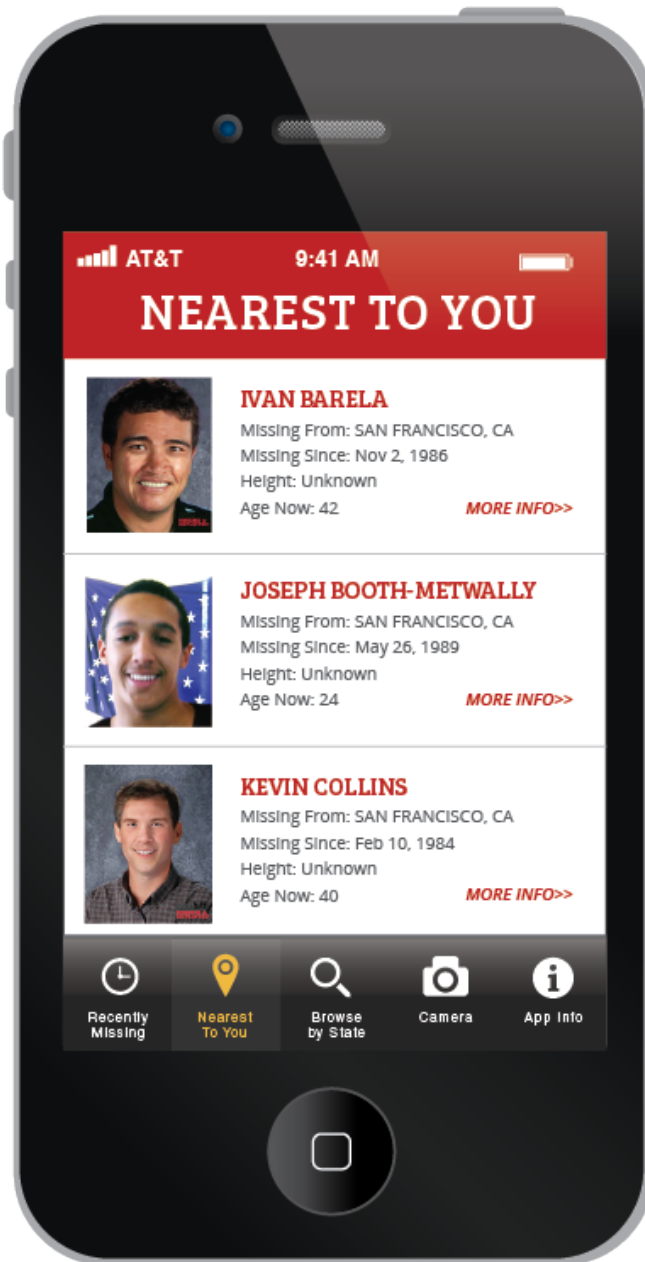 AT&T 9:41 AM
NEAREST TO YOU
IVAN BARELA
Missing From: SAN FRANCISCO, CA
Missing Since: Nov 2, 1986
Height: Unknown
Age Now: 42 MORE INFO>>
JOSEPH BOOTH-METWALLY
Missing From: SAN FRANCISCO, CA
Missing Since: May 26, 1989
Height: Unknown
Age Now: 24 MORE INFO>>
KEVIN COLLINS
Missing From: SAN FRANCISCO, CA
Missing Since: Feb 10, 1984
Height: Unknown
Age Now: 40 MORE INFO>>
Recently
Missing
Nearest
To You
Browse
by State
Camera
App Info